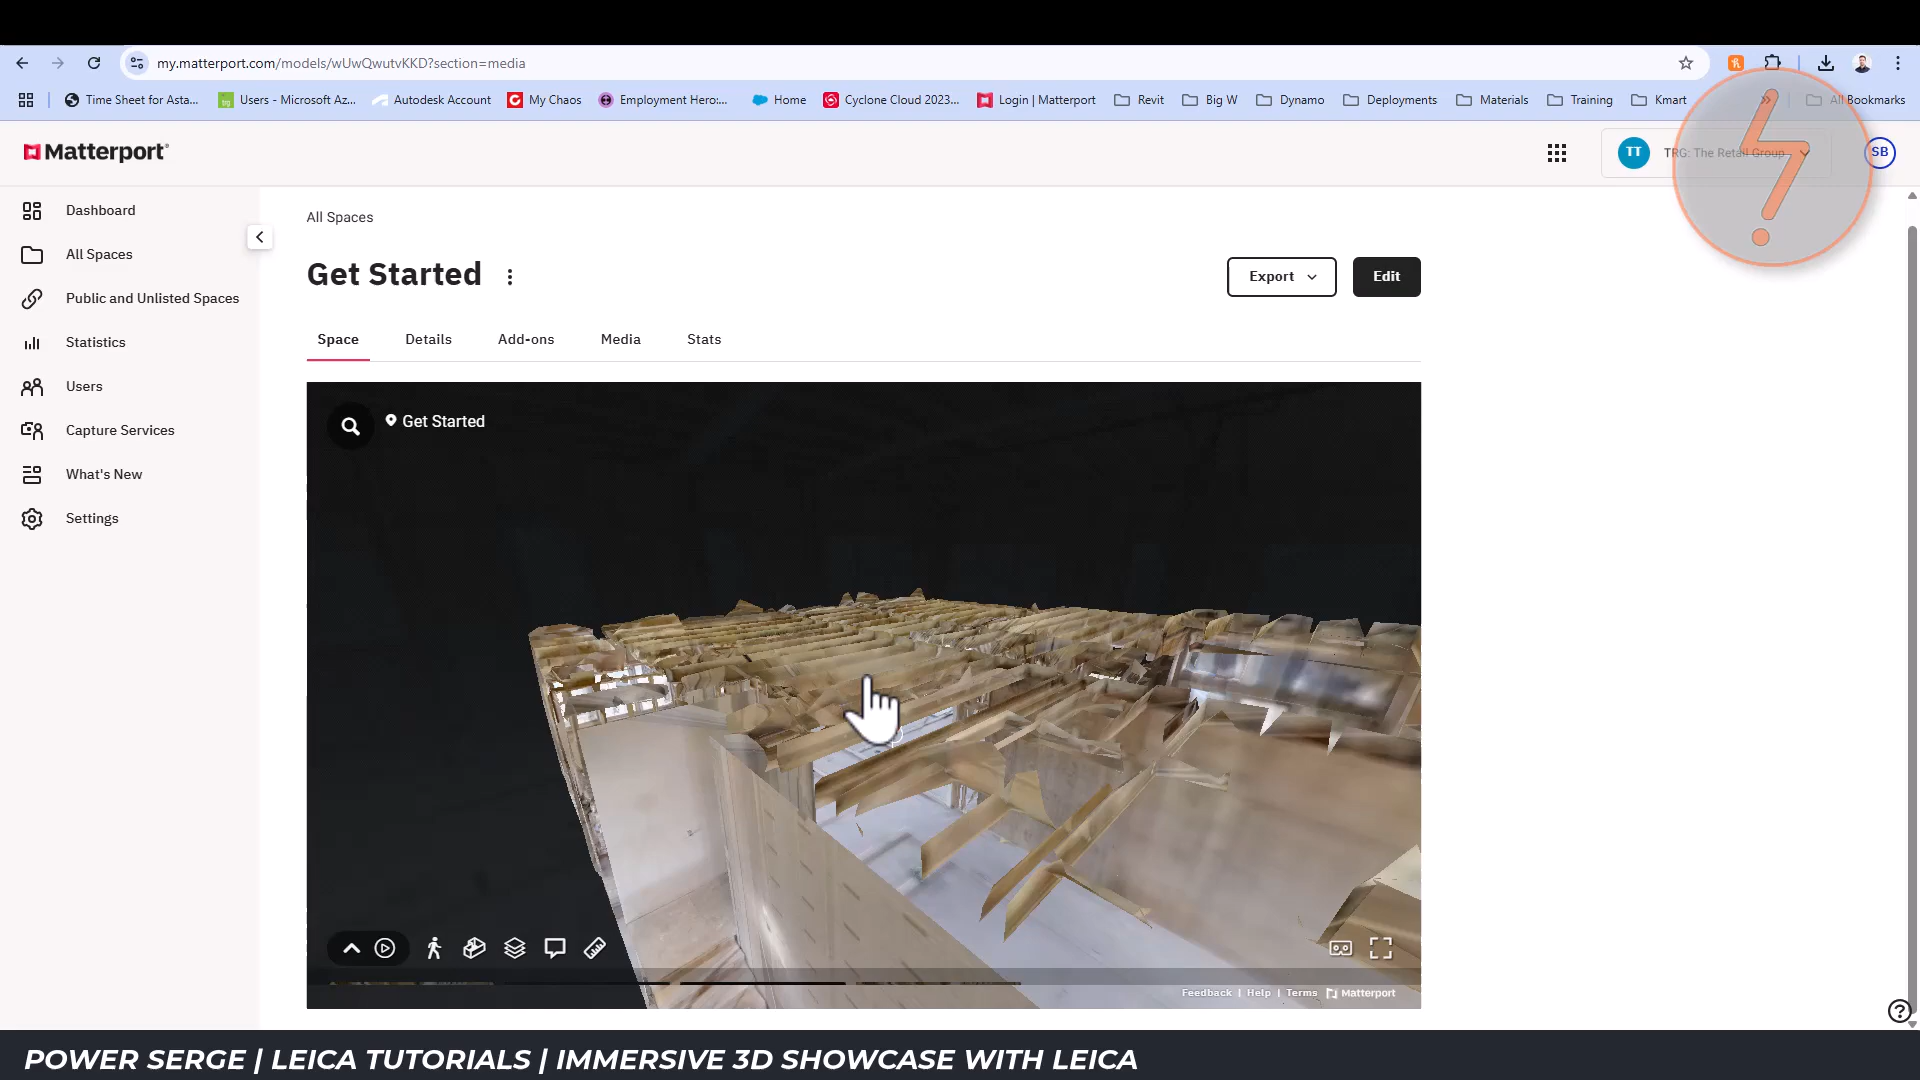 my.matterport.com/models/wUwQwutvKKD?section=media
Time Sheet for Asta...
Users - Microsoft Az...
Autodesk Account
My Chaos
Employment Hero:...
Home
Cyclone Cloud 2023...
Login | Matterport
Revit
Big W
Dynamo
Deployments
Materials
Training
Kmart
»
All Bookmarks
Matterport
TT
TRG: The Retail Group
SB
Dashboard
All Spaces
Public and Unlisted Spaces
Statistics
Users
Capture Services
What's New
Settings
All Spaces
Get Started
Export
Edit
Space
Details
Add-ons
Media
Stats
Get Started
Feedback | Help | Terms
Matterport
POWER SERGE | LEICA TUTORIALS | IMMERSIVE 3D SHOWCASE WITH LEICA